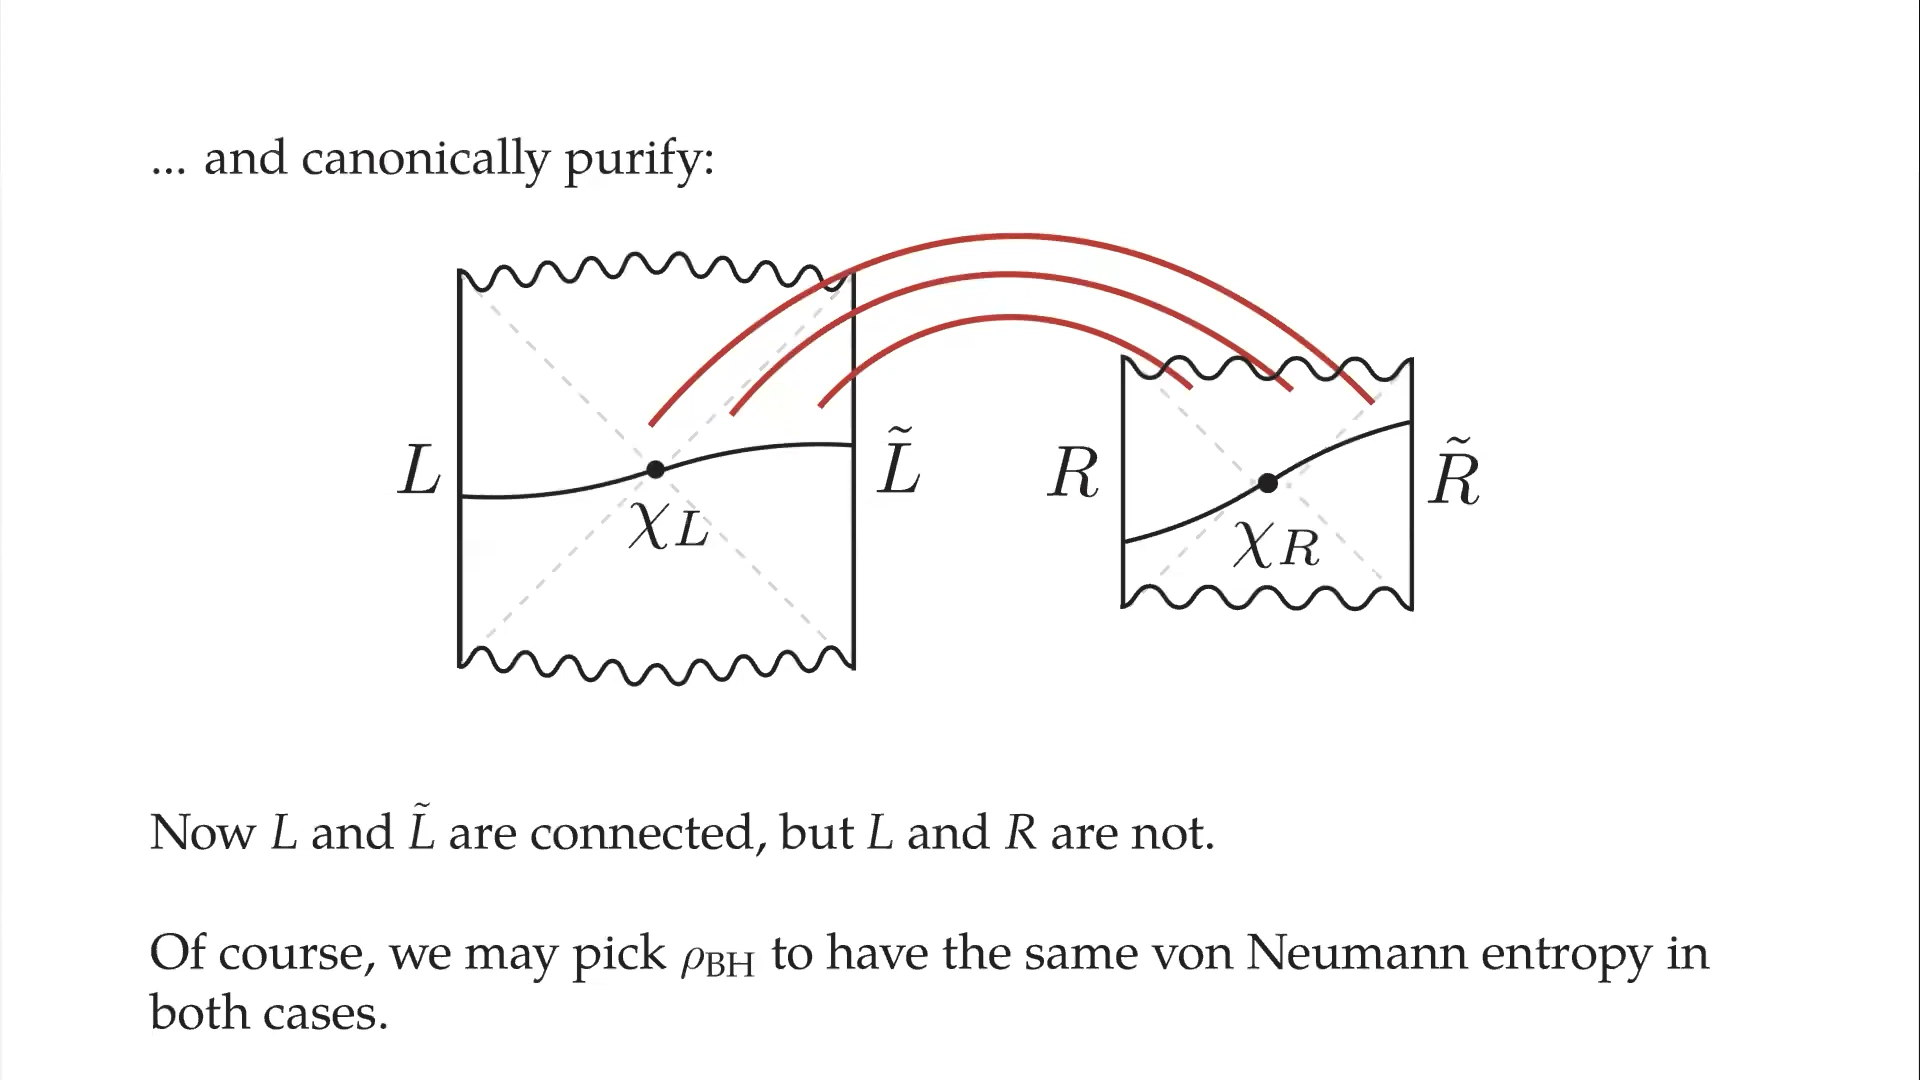 ... and canonically purify:
L
χ_L
L̃
R
χ_R
R̃
Now L and L̃ are connected, but L and R are not.
Of course, we may pick ρ_BH to have the same von Neumann entropy in
both cases.